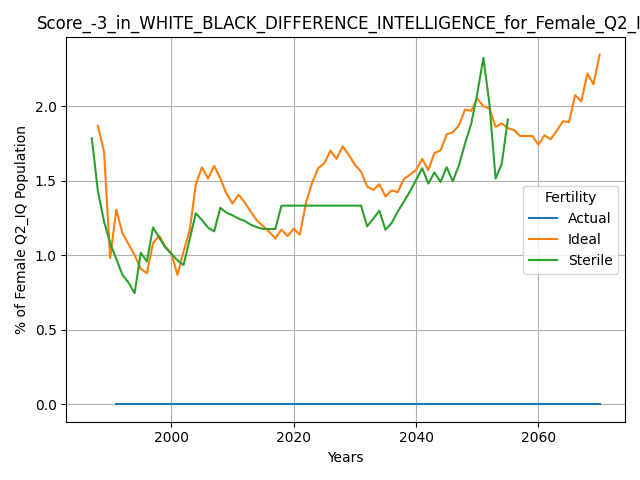 Score_-3_in_WHITE_BLACK_DIFFERENCE_INTELLIGENCE_for_Female_Q2_I
% of Female Q2_IQ Population
2.0
1.5
1.0
0.5
0.0
Fertility
Actual
Ideal
Sterile
2000
2020
2040
2060
Years